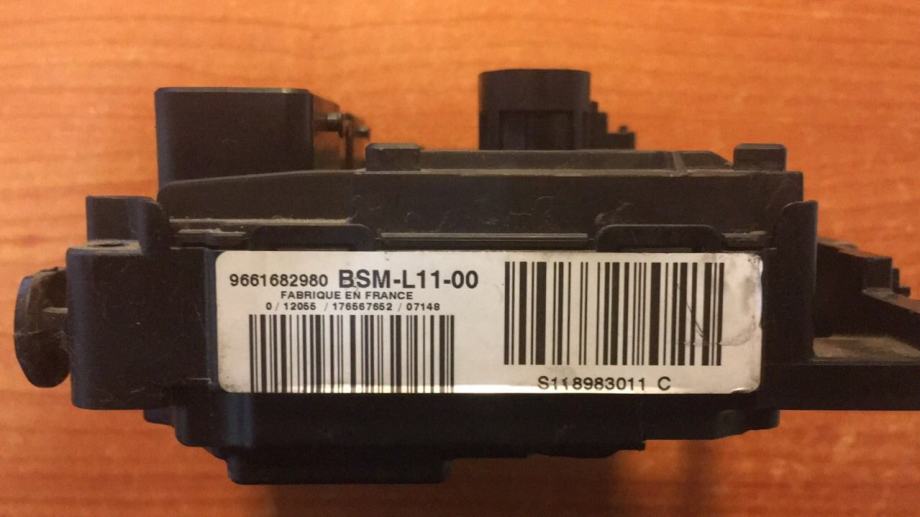 9661682980 BSM-L11-00
FABRIQUE EN FRANCE
0/ 12055 / 176567652 / 07148
S118983011 C